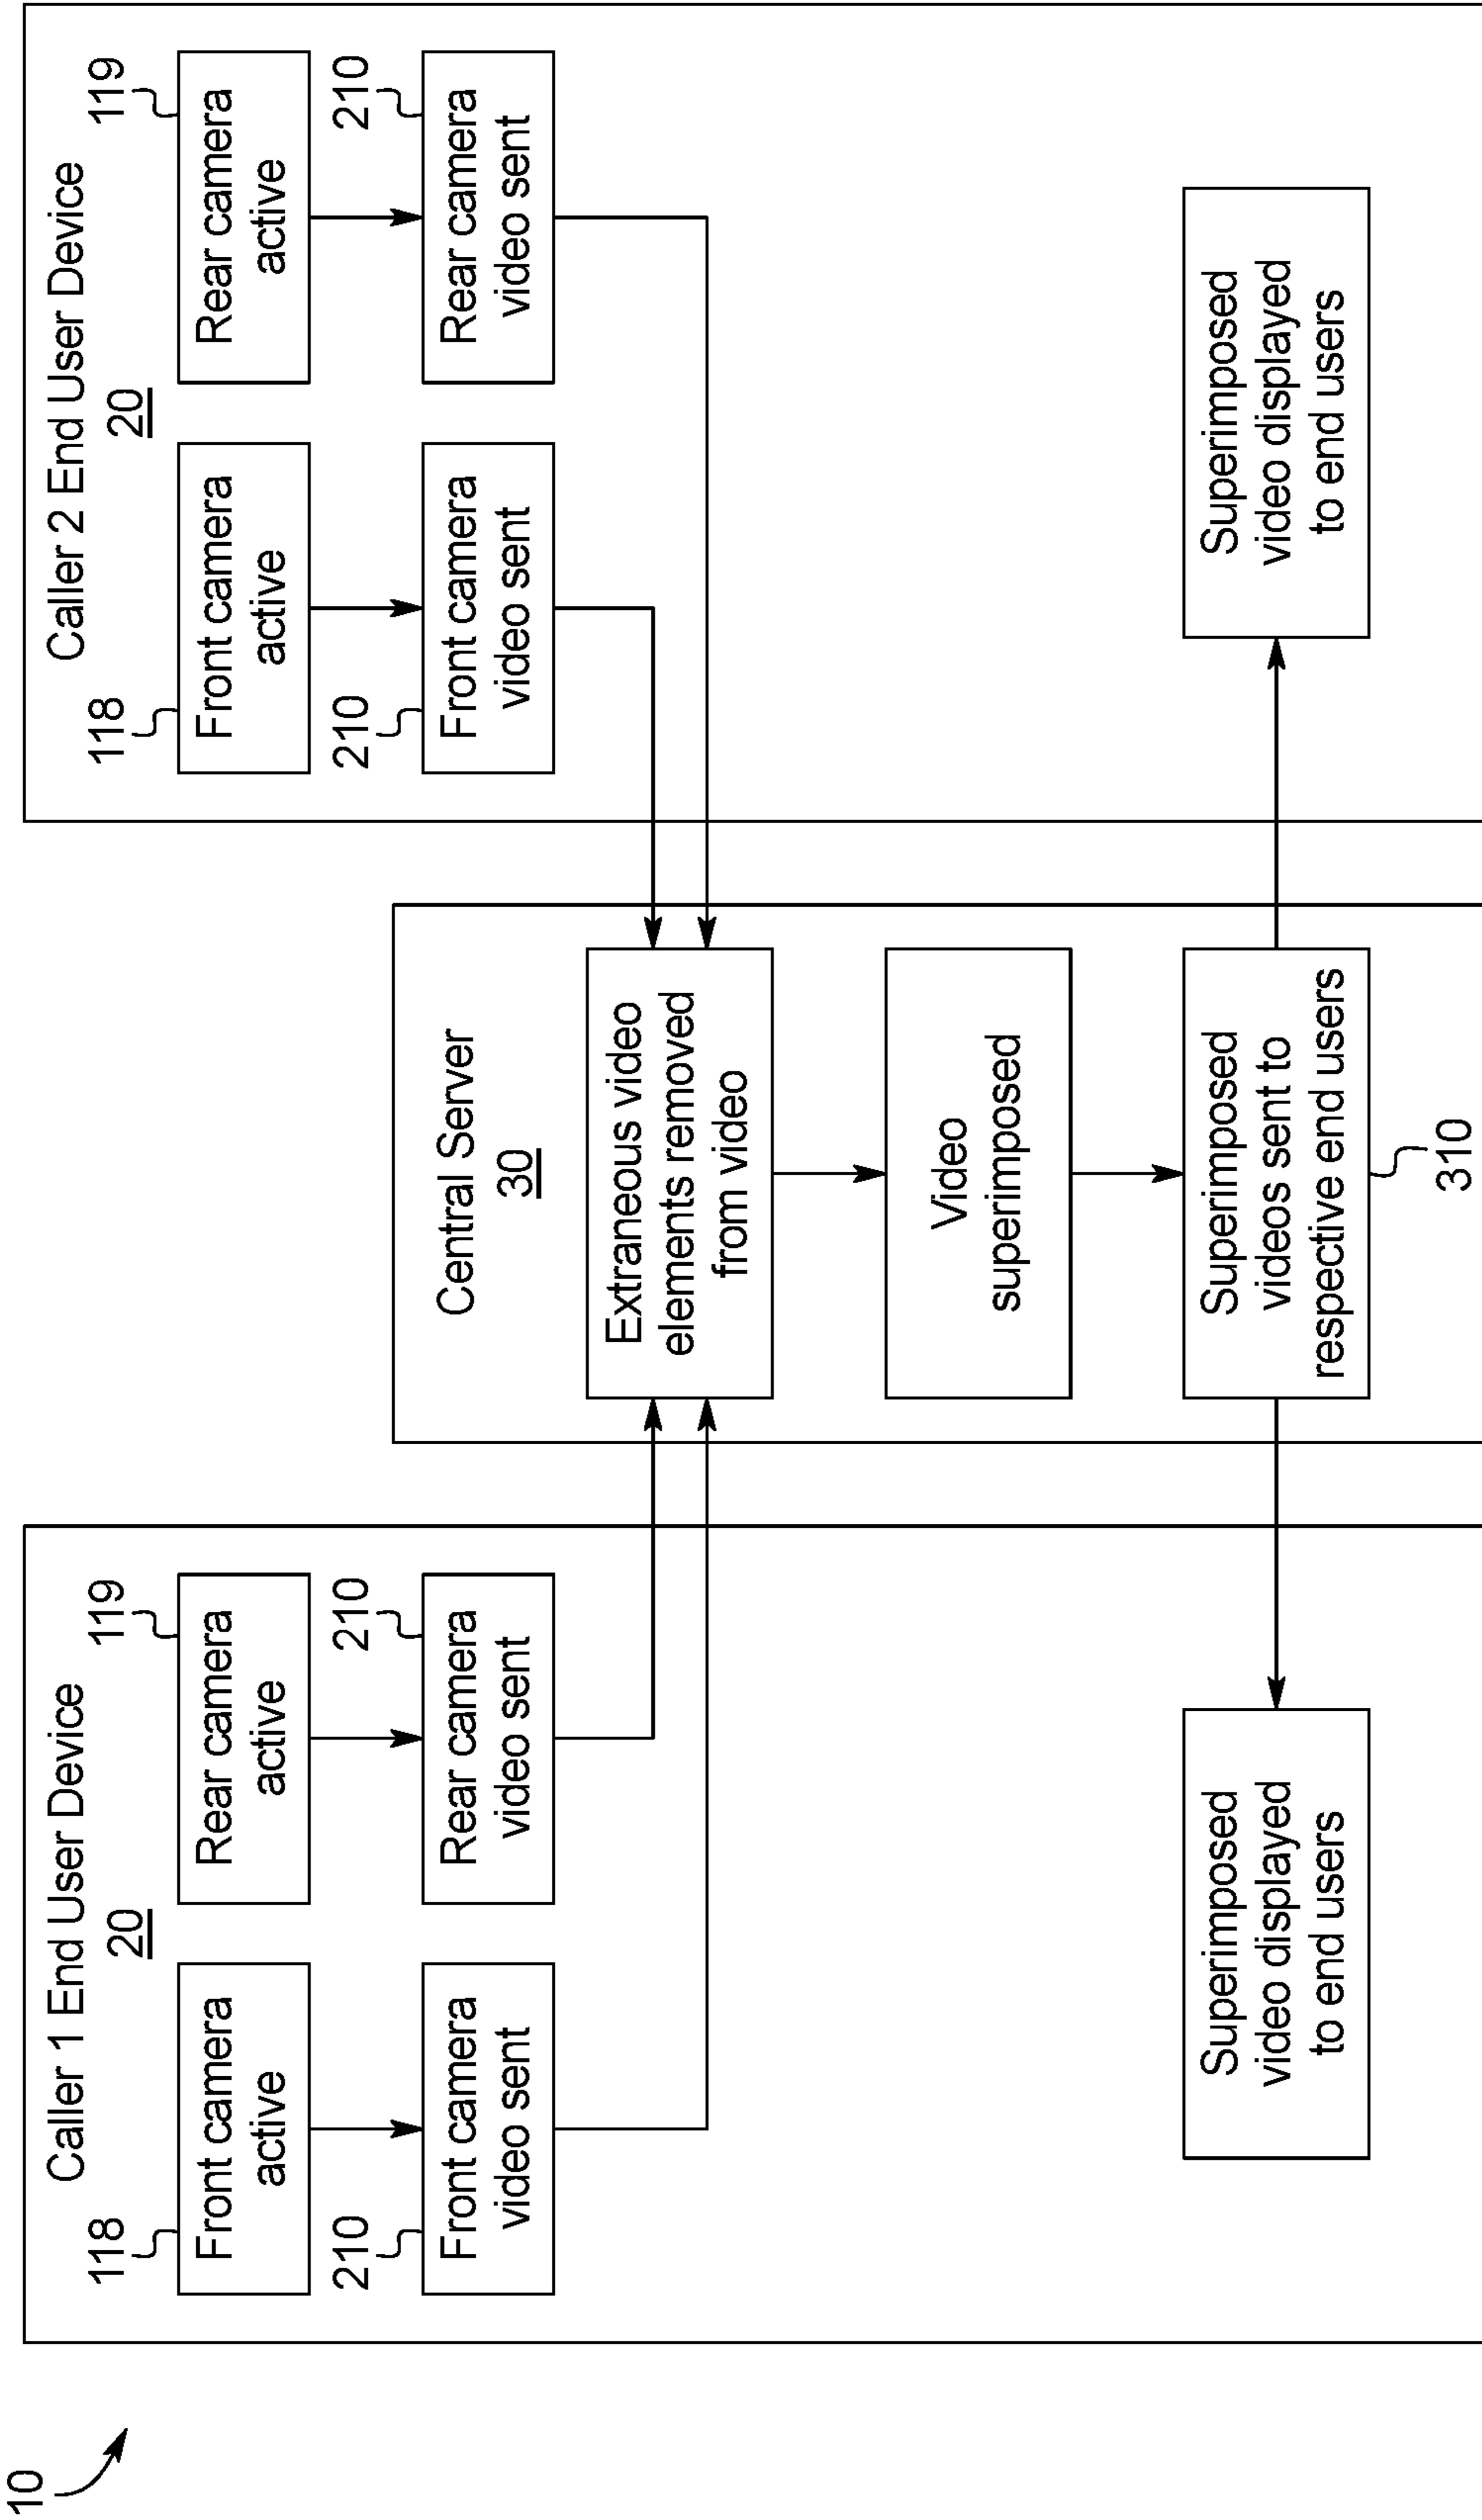 10
Caller 1 End User Device
20
118
Front camera
active
119
Rear camera
active
210
Front camera
video sent
210
Rear camera
video sent
Superimposed
video displayed
to end users
Central Server
30
Extraneous video
elements removed
from video
Video
superimposed
Superimposed
videos sent to
respective end users
310
Caller 2 End User Device
20
118
Front camera
active
119
Rear camera
active
210
Front camera
video sent
210
Rear camera
video sent
Superimposed
video displayed
to end users